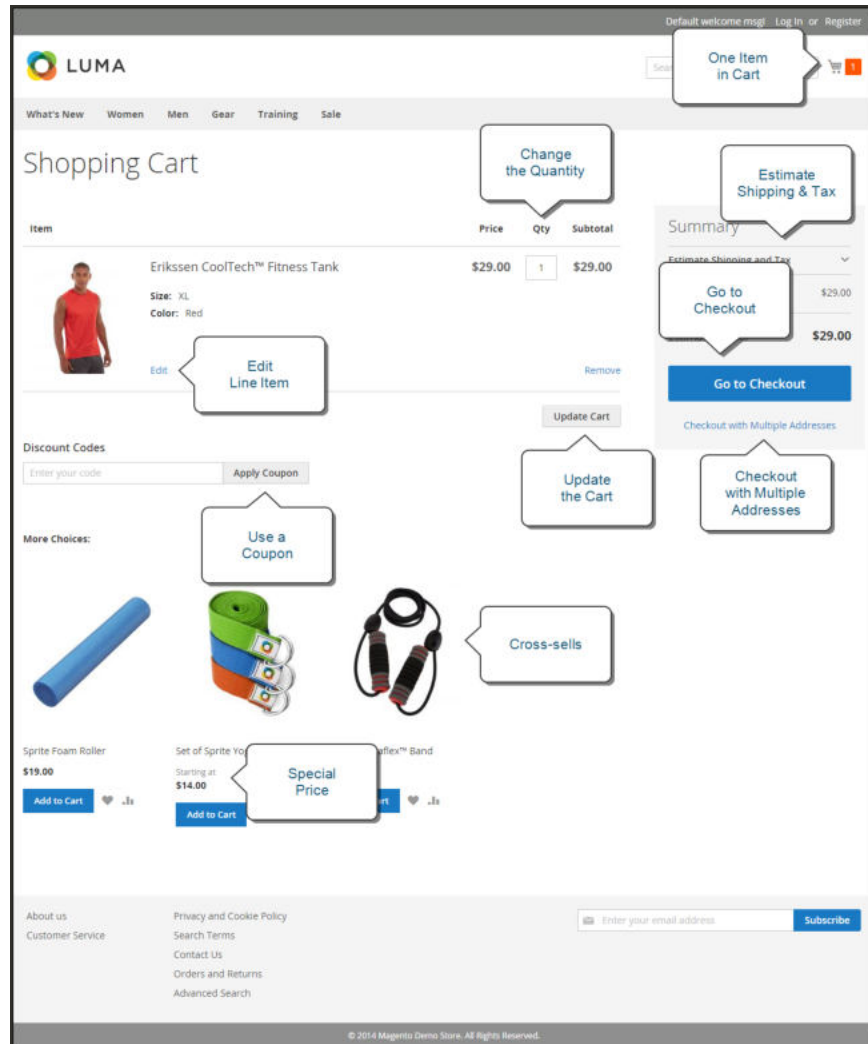 Default welcome msg! Log In or Register
LUMA
One Item
in Cart
1
What's New Women Men Gear Training Sale
Shopping Cart
Change
the Quantity
Estimate
Shipping & Tax
Item Price Qty Subtotal
Summary
Erikssen CoolTech™ Fitness Tank $29.00 1 $29.00
Estimate Shipping and Tax
Size: XL
Color: Red
Go to
Checkout
$29.00
$29.00
Edit
Edit
Line Item
Remove
Go to Checkout
Update Cart
Checkout with Multiple Addresses
Discount Codes
Enter your code Apply Coupon
Update
the Cart
Checkout
with Multiple
Addresses
Use a
Coupon
More Choices:
Cross-sells
Sprite Foam Roller
Set of Sprite
Band
$19.00
Starting at
$14.00
Special
Price
Add to Cart
Add to Cart
About us
Customer Service
Privacy and Cookie Policy
Search Terms
Contact Us
Orders and Returns
Advanced Search
Enter your email address Subscribe
© 2014 Magento Demo Store. All Rights Reserved.